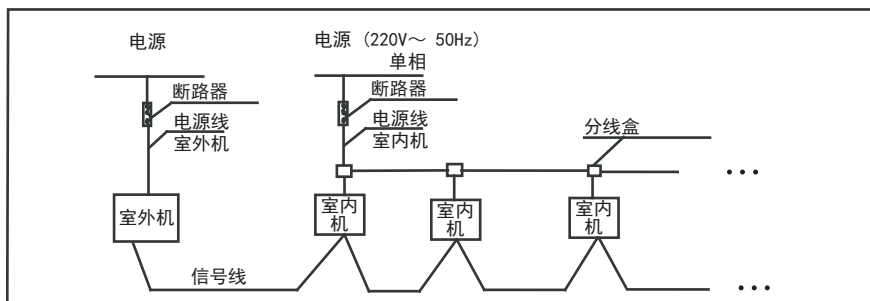 电源
电源 (220V～ 50Hz)
单相
断路器
断路器
电源线
室外机
电源线
室内机
分线盒
室外机
室内
机
室内
机
室内
机
信号线